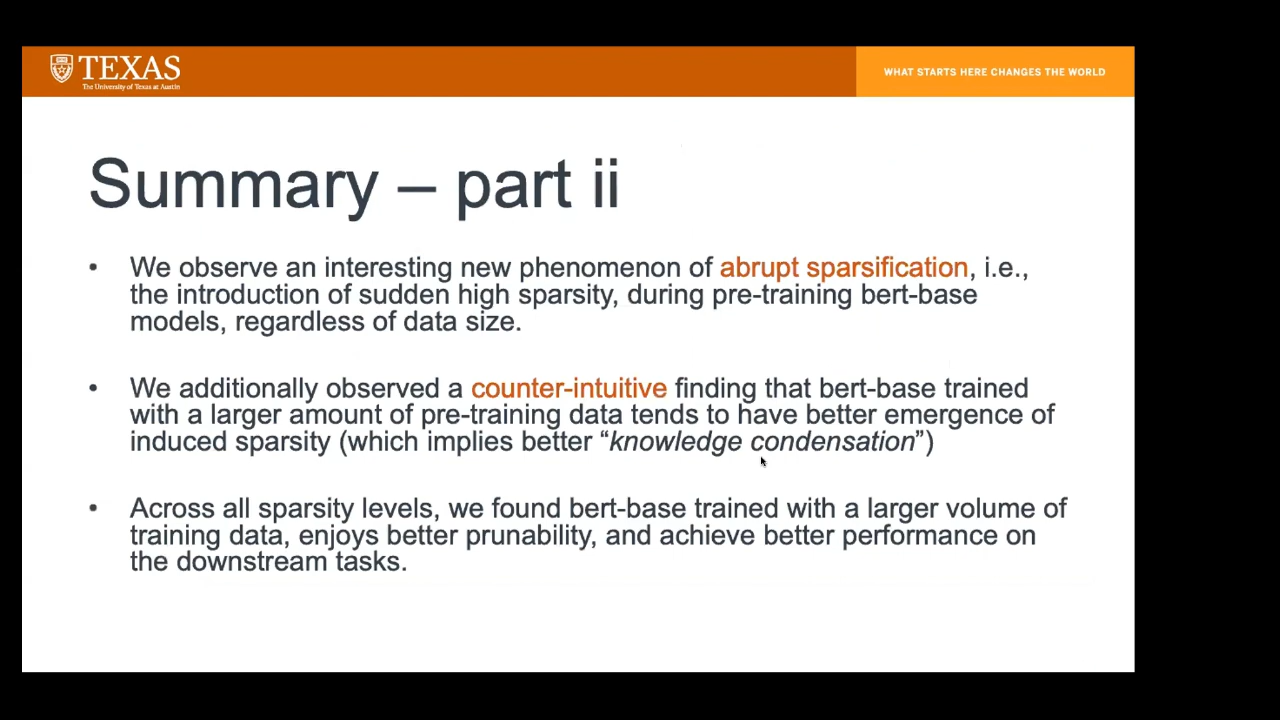 TEXAS
The University of Texas at Austin
WHAT STARTS HERE CHANGES THE WORLD
Summary – part ii
• We observe an interesting new phenomenon of abrupt sparsification, i.e.,
the introduction of sudden high sparsity, during pre-training bert-base
models, regardless of data size.
• We additionally observed a counter-intuitive finding that bert-base trained
with a larger amount of pre-training data tends to have better emergence of
induced sparsity (which implies better “knowledge condensation”)
• Across all sparsity levels, we found bert-base trained with a larger volume of
training data, enjoys better prunability, and achieve better performance on
the downstream tasks.